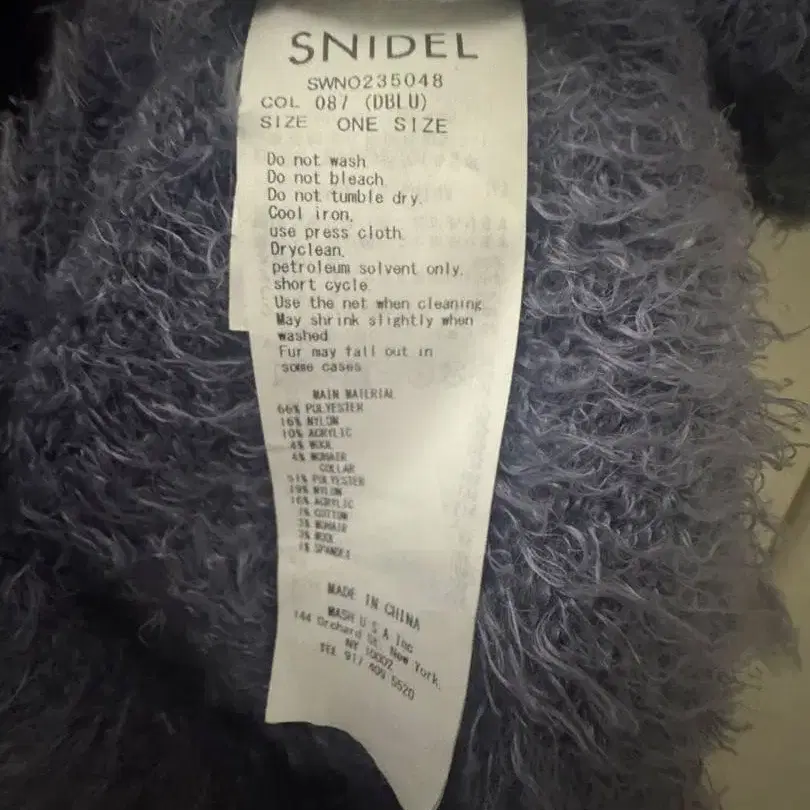 SNIDEL
SWNO235048
COL 087 (DBLU)
SIZE ONE SIZE
Do not wash
Do not bleach.
Do not tumble dry.
Cool iron,
use press cloth.
Dryclean,
petroleum solvent only.
short cycle
Use the net when cleaning
May shrink slightly when
washed
Fur may fall out in
some cases
MAIN MATERIAL
66% POLYESTER
16% NYLON
10% ACRYLIC
4% WOOL
4% MOHAIR
COLLAR
51% POLYESTER
19% NYLON
16% ACRYLIC
7% COTTON
3% MOHAIR
3% WOOL
1% SPANDEX
MADE IN CHINA
MASH U S A Inc
144 Orchard St. New York.
NY 10002
TEL 917 409 5520